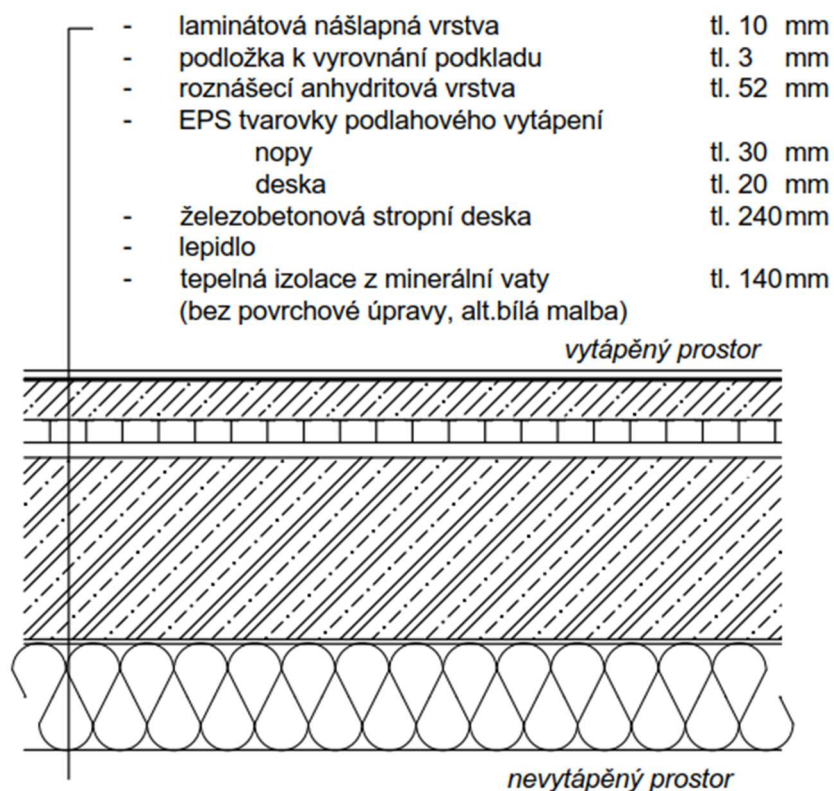 - laminátová nášlapná vrstva tl. 10 mm
- podložka k vyrovnání podkladu tl. 3 mm
- roznášecí anhydritová vrstva tl. 52 mm
- EPS tvarovky podlahového vytápení
nopy tl. 30 mm
deska tl. 20 mm
- železobetonová stropní deska tl. 240 mm
- lepidlo
- tepelná izolace z minerální vaty tl. 140 mm
(bez povrchové úpravy, alt.bílá malba)
vytápěný prostor
nevytápěný prostor